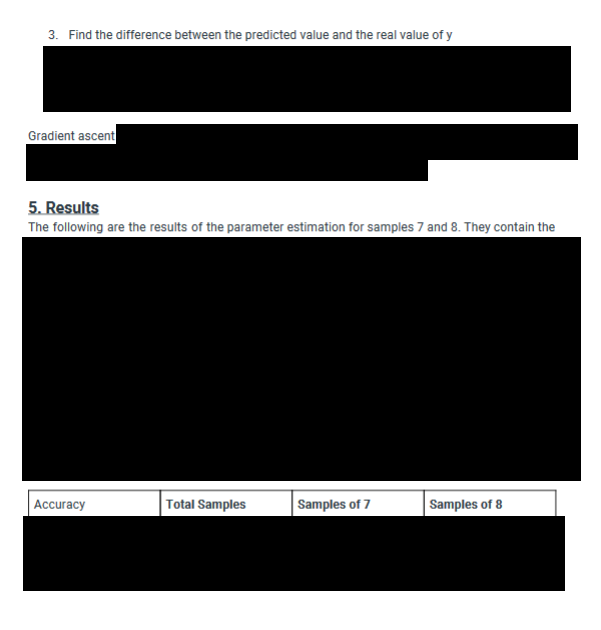 3. Find the difference between the predicted value and the real value of y
Gradient ascent
5. Results
The following are the results of the parameter estimation for samples 7 and 8. They contain the
Accuracy Total Samples Samples of 7 Samples of 8